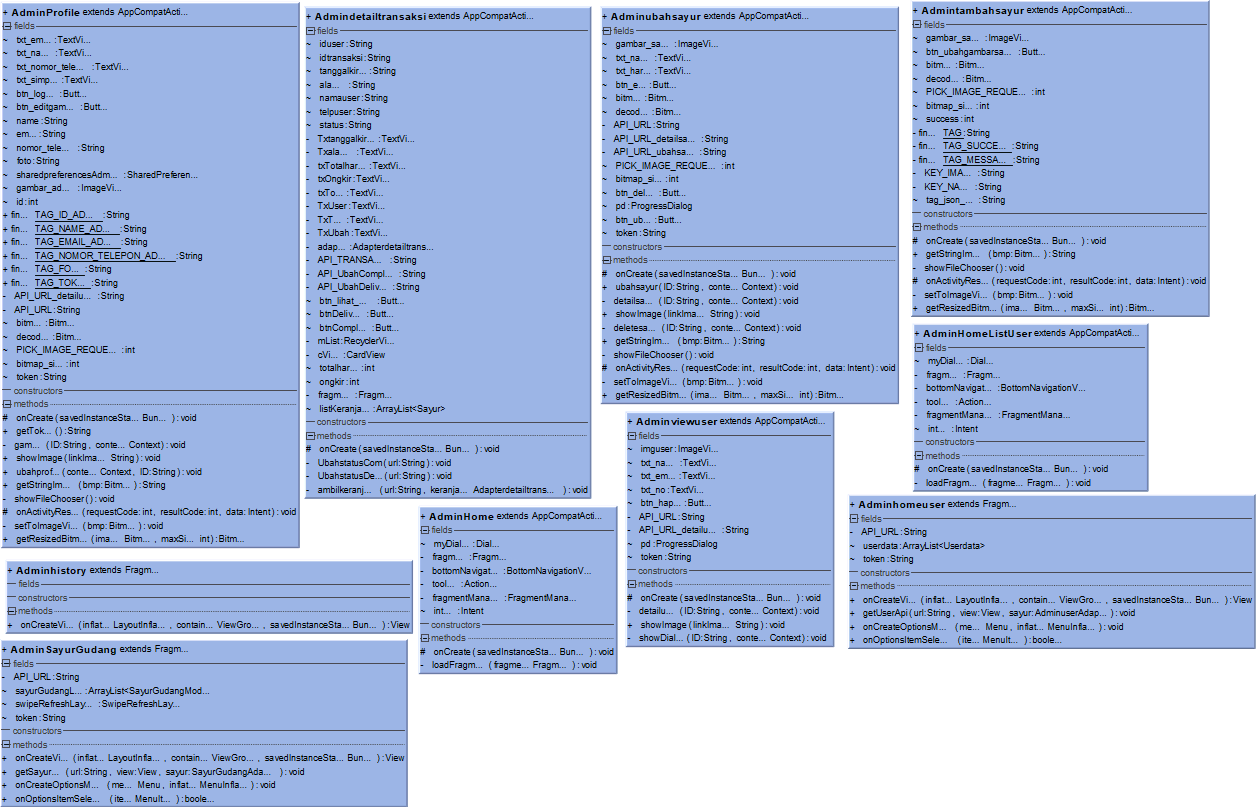 + AdminProfile extends AppCompatActi...
fields
~ txt_em... :TextVi...
~ txt_na... :TextVi...
~ txt_nomor_tele... :TextVi...
~ txt_simp... :TextVi...
~ btn_log... :Butt...
~ btn_editgam... :Butt...
~ name:String
~ em... :String
~ nomor_tele... :String
~ foto:String
~ sharedpreferencesAdm... :SharedPreferen...
~ gambar_ad... :ImageVi...
~ id:int
+ fin... TAG_ID_AD... :String
+ fin... TAG_NAME_AD... :String
+ fin... TAG_EMAIL_AD... :String
+ fin... TAG_NOMOR_TELEPON_AD... :String
+ fin... TAG_FO... :String
+ fin... TAG_TOK... :String
- API_URL_detailu... :String
- API_URL:String
~ bitm... :Bitm...
~ decod... :Bitm...
~ PICK_IMAGE_REQUE... :int
~ bitmap_si... :int
~ token:String
constructors
methods
# onCreate(savedInstanceSta... Bun... ):void
+ getTok... ():String
- gam... (ID:String, conte... Context):void
+ showImage(linkIma... String):void
+ ubahprof... (conte... Context, ID:String):void
+ getStringIm... (bmp:Bitm... ):String
- showFileChooser():void
# onActivityRes... (requestCode:int, resultCode:int, data:Intent):void
- setToImageVi... (bmp:Bitm... ):void
+ getResizedBitm... (ima... Bitm... , maxSi... int):Bitm...
+ Admindetailtransaksi extends AppCompatActi...
fields
~ iduser:String
~ idtransaksi:String
~ tanggalkir... :String
~ ala... :String
~ namauser:String
~ telpuser:String
~ status:String
- Txtanggalkir... :TextVi...
- Txala... :TextVi...
- txTotalhar... :TextVi...
- txOngkir:TextVi...
- txTo... :TextVi...
- TxUser:TextVi...
- TxT... :TextVi...
- TxUbah:TextVi...
- adap... :Adapterdetailtrans...
- API_TRANSA... :String
- API_UbahCompl... :String
- API_UbahDeliv... :String
~ btn_lihat_... :Butt...
~ btnDeliv... :Butt...
~ btnCompl... :Butt...
- mList:RecyclerVi...
- cVi... :CardView
~ totalhar... :int
~ ongkir:int
- fragm... :Fragm...
~ listKeranja... :ArrayList<Sayur>
constructors
methods
# onCreate(savedInstanceSta... Bun... ):void
- UbahstatusCom(url:String):void
- UbahstatusDe... (url:String):void
- ambilkeranj... (url:String, keranja... Adapterdetailtrans... ):void
+ Adminubahsayur extends AppCompatActi...
fields
~ gambar_sa... :ImageVi...
~ txt_na... :TextVi...
~ txt_har... :TextVi...
~ btn_e... :Butt...
~ bitm... :Bitm...
~ decod... :Bitm...
- API_URL:String
- API_URL_detailsa... :String
- API_URL_ubahsa... :String
~ PICK_IMAGE_REQUE... :int
~ bitmap_si... :int
~ btn_del... :Butt...
~ pd:ProgressDialog
~ btn_ub... :Butt...
~ token:String
constructors
methods
# onCreate(savedInstanceSta... Bun... ):void
+ ubahsayur(ID:String, conte... Context):void
- detailsa... (ID:String, conte... Context):void
+ showImage(linkIma... String):void
- deletesa... (ID:String, conte... Context):void
+ getStringIm... (bmp:Bitm... ):String
- showFileChooser():void
# onActivityRes... (requestCode:int, resultCode:int, data:Intent):void
- setToImageVi... (bmp:Bitm... ):void
+ getResizedBitm... (ima... Bitm... , maxSi... int):Bitm...
+ Admintambahsayur extends AppCompatActi...
fields
~ gambar_sa... :ImageVi...
~ btn_ubahgambarsa... :Butt...
~ bitm... :Bitm...
~ decod... :Bitm...
~ PICK_IMAGE_REQUE... :int
~ bitmap_si... :int
~ success:int
- fin... TAG:String
- fin... TAG_SUCCE... :String
- fin... TAG_MESSA... :String
- KEY_IMA... :String
- KEY_NA... :String
~ tag_json_... :String
constructors
methods
# onCreate(savedInstanceSta... Bun... ):void
+ getStringIm... (bmp:Bitm... ):String
- showFileChooser():void
# onActivityRes... (requestCode:int, resultCode:int, data:Intent):void
- setToImageVi... (bmp:Bitm... ):void
+ getResizedBitm... (ima... Bitm... , maxSi... int):Bitm...
+ AdminHomeListUser extends AppCompatActi...
fields
~ myDial... :Dial...
- fragm... :Fragm...
- bottomNavigat... :BottomNavigationV...
- tool... :Action...
- fragmentMana... :FragmentMana...
~ int... :Intent
constructors
methods
# onCreate(savedInstanceSta... Bun... ):void
- loadFragm... (fragme... Fragm... ):void
+ Adminviewuser extends AppCompatActi...
fields
~ imguser:ImageVi...
~ txt_na... :TextVi...
~ txt_em... :TextVi...
~ txt_no:TextVi...
~ btn_hap... :Butt...
- API_URL:String
- API_URL_detailu... :String
~ pd:ProgressDialog
~ token:String
constructors
methods
# onCreate(savedInstanceSta... Bun... ):void
- detailu... (ID:String, conte... Context):void
+ showImage(linkIma... String):void
- showDial... (ID:String, conte... Context):void
+ Adminhomeuser extends Fragm...
fields
- API_URL:String
~ userdata:ArrayList<Userdata>
~ token:String
constructors
methods
+ onCreateVi... (inflat... LayoutInfla... , contain... ViewGro... , savedInstanceSta... Bun... ):View
+ getUserApi(url:String, view:View, sayur:AdminuserAdap... ):void
+ onCreateOptionsM... (me... Menu, inflat... MenuInfla... ):void
+ onOptionsItemSele... (ite... MenuIt... ):boole...
+ AdminHome extends AppCompatActi...
fields
~ myDial... :Dial...
- fragm... :Fragm...
- bottomNavigat... :BottomNavigationV...
- tool... :Action...
- fragmentMana... :FragmentMana...
~ int... :Intent
constructors
methods
# onCreate(savedInstanceSta... Bun... ):void
- loadFragm... (fragme... Fragm... ):void
+ Adminhistory extends Fragm...
fields
constructors
methods
+ onCreateVi... (inflat... LayoutInfla... , contain... ViewGro... , savedInstanceSta... Bun... ):View
+ AdminSayurGudang extends Fragm...
fields
- API_URL:String
~ sayurGudangL... :ArrayList<SayurGudangMod...
~ swipeRefreshLay... :SwipeRefreshLay...
~ token:String
constructors
methods
+ onCreateVi... (inflat... LayoutInfla... , contain... ViewGro... , savedInstanceSta... Bun... ):View
+ getSayur... (url:String, view:View, sayur:SayurGudangAda... ):void
+ onCreateOptionsM... (me... Menu, inflat... MenuInfla... ):void
+ onOptionsItemSele... (ite... MenuIt... ):boole...